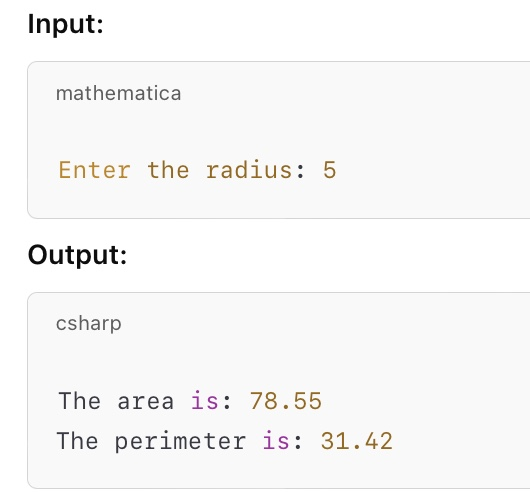 Input:
mathematica
Enter the radius: 5
Output:
csharp
The area is: 78.55
The perimeter is: 31.42